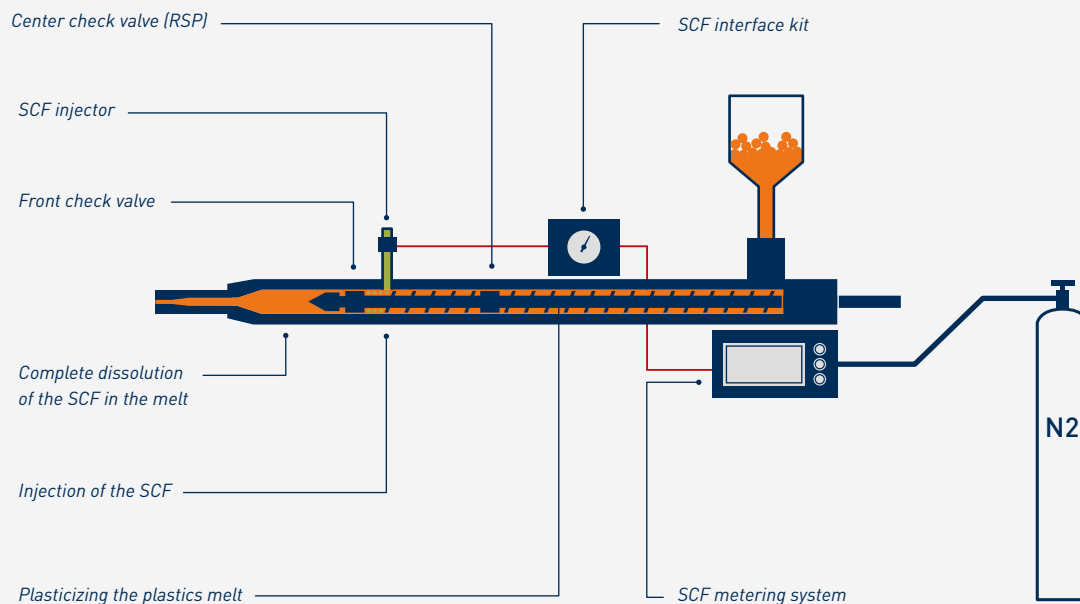 Center check valve (RSP)
SCF interface kit
SCF injector
Front check valve
Complete dissolution
of the SCF in the melt
N2
Injection of the SCF
Plasticizing the plastics melt
SCF metering system